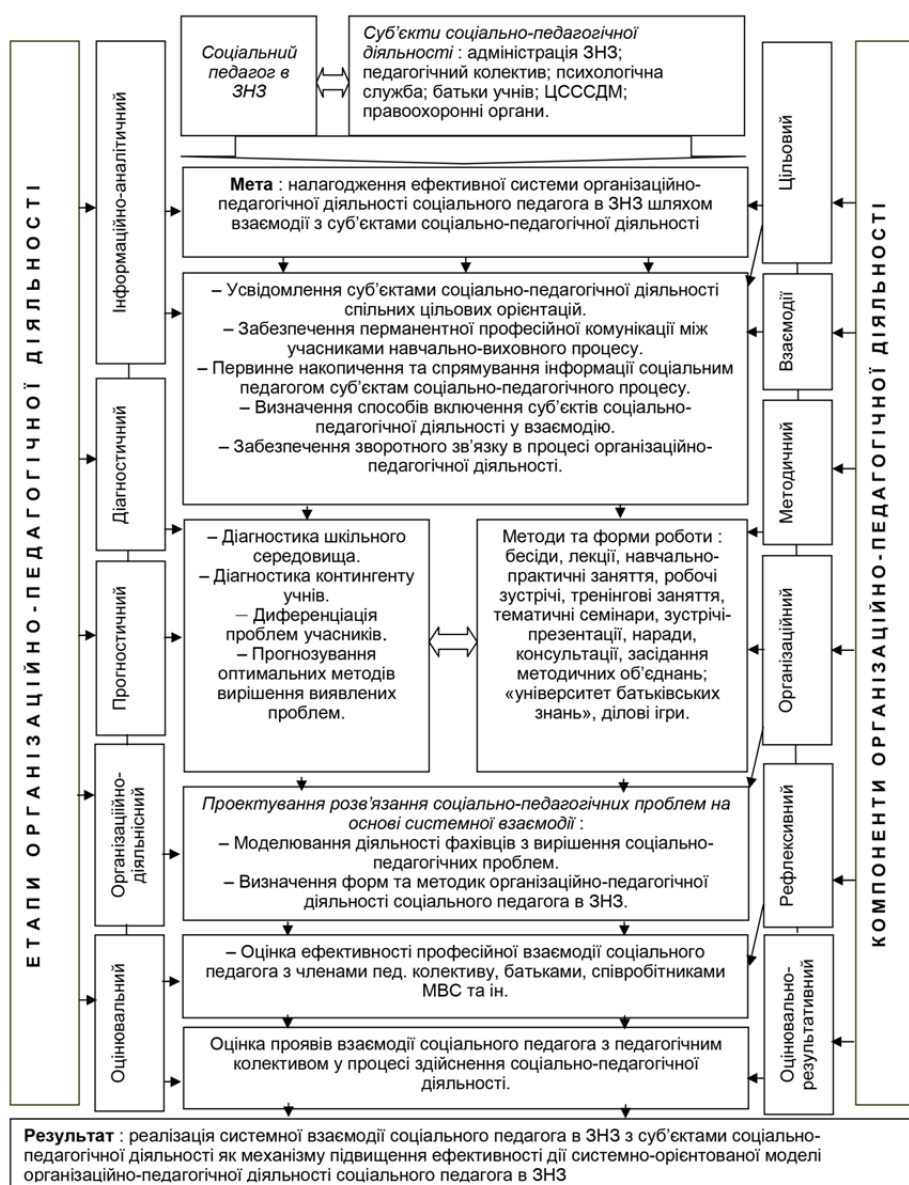 ЕТАПИ ОРГАНІЗАЦІЙНО-ПЕДАГОГІЧНОЇ ДІЯЛЬНОСТІ
Інформаційно-аналітичний
Діагностичний
Прогностичний
Організаційно-
діяльнісний
Оцінювальний
Соціальний
педагог в
ЗНЗ
Суб’єкти соціально-педагогічної
діяльності : адміністрація ЗНЗ;
педагогічний колектив; психологічна
служба; батьки учнів; ЦСССДМ;
правоохоронні органи.
Мета : налагодження ефективної системи організаційно-
педагогічної діяльності соціального педагога в ЗНЗ шляхом
взаємодії з суб’єктами соціально-педагогічної діяльності
– Усвідомлення суб’єктами соціально-педагогічної діяльності
спільних цільових орієнтацій.
– Забезпечення перманентної професійної комунікації між
учасниками навчально-виховного процесу.
– Первинне накопичення та спрямування інформації соціальним
педагогом суб’єктам соціально-педагогічного процесу.
– Визначення способів включення суб’єктів соціально-
педагогічної діяльності у взаємодію.
– Забезпечення зворотного зв’язку в процесі організаційно-
педагогічної діяльності.
– Діагностика шкільного
середовища.
– Діагностика контингенту
учнів.
– Диференціація
проблем учасників.
– Прогнозування
оптимальних методів
вирішення виявлених
проблем.
Методи та форми роботи :
бесіди, лекції, навчально-
практичні заняття, робочі
зустрічі, тренінгові заняття,
тематичні семінари, зустрічі-
презентації, наради,
консультації, засідання
методичних об’єднань;
«університет батьківських
знань», ділові ігри.
Проектування розв’язання соціально-педагогічних проблем на
основі системної взаємодії :
– Моделювання діяльності фахівців з вирішення соціально-
педагогічних проблем.
– Визначення форм та методик організаційно-педагогічної
діяльності соціального педагога в ЗНЗ.
– Оцінка ефективності професійної взаємодії соціального
педагога з членами пед. колективу, батьками, співробітниками
МВС та ін.
Оцінка проявів взаємодії соціального педагога з педагогічним
колективом у процесі здійснення соціально-педагогічної
діяльності.
Цільовий
Взаємодії
Методичний
Організаційний
Рефлексивний
Оцінювально-
результативний
КОМПОНЕНТИ ОРГАНІЗАЦІЙНО-ПЕДАГОГІЧНОЇ ДІЯЛЬНОСТІ
Результат : реалізація системної взаємодії соціального педагога в ЗНЗ з суб’єктами соціально-
педагогічної діяльності як механізму підвищення ефективності дії системно-орієнтованої моделі
організаційно-педагогічної діяльності соціального педагога в ЗНЗ